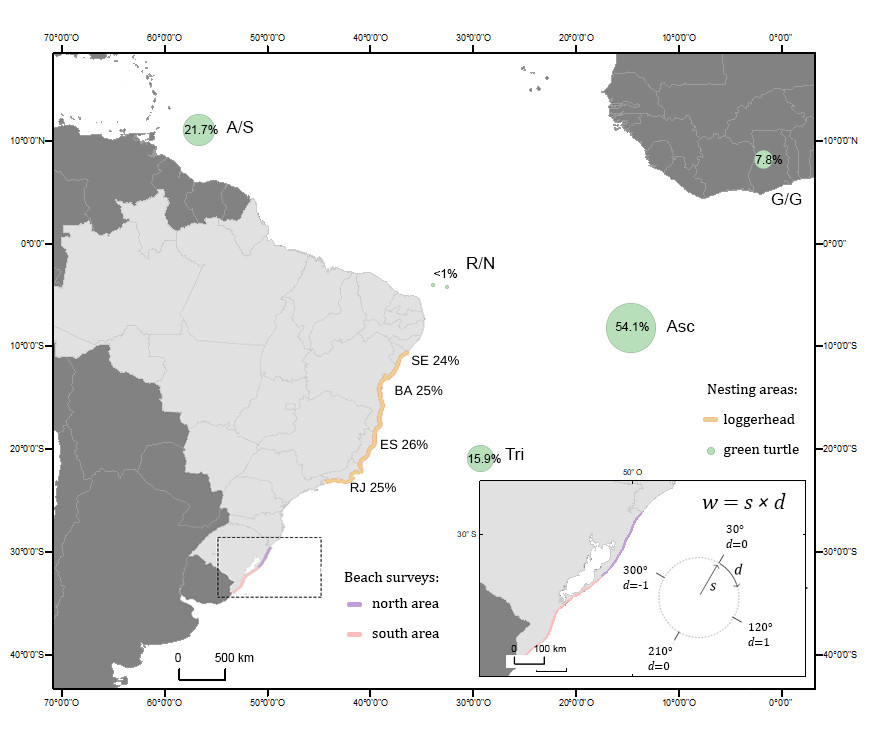 70°0'0"O 60°0'0"O 50°0'0"O 40°0'0"O 30°0'0"O 20°0'0"O 10°0'0"O 0°0'0"
21.7% A/S
10°0'0"N 10°0'0"N
7.8%
G/G
0°0'0" 0°0'0"
R/N
<1%
54.1% Asc
10°0'0"S 10°0'0"S
SE 24%
BA 25%
Nesting areas:
loggerhead
ES 26%
20°0'0"S 20°0'0"S
green turtle
15.9% Tri
RJ 25%
50° O
w = s × d
30° S
30°
d=0
30°0'0"S 30°0'0"S
300°
d=-1
d
s
Beach surveys:
north area
south area
120°
d=1
210°
d=0
0 100 km
40°0'0"S 40°0'0"S
0 500 km
70°0'0"O 60°0'0"O 50°0'0"O 40°0'0"O 30°0'0"O 20°0'0"O 10°0'0"O 0°0'0"